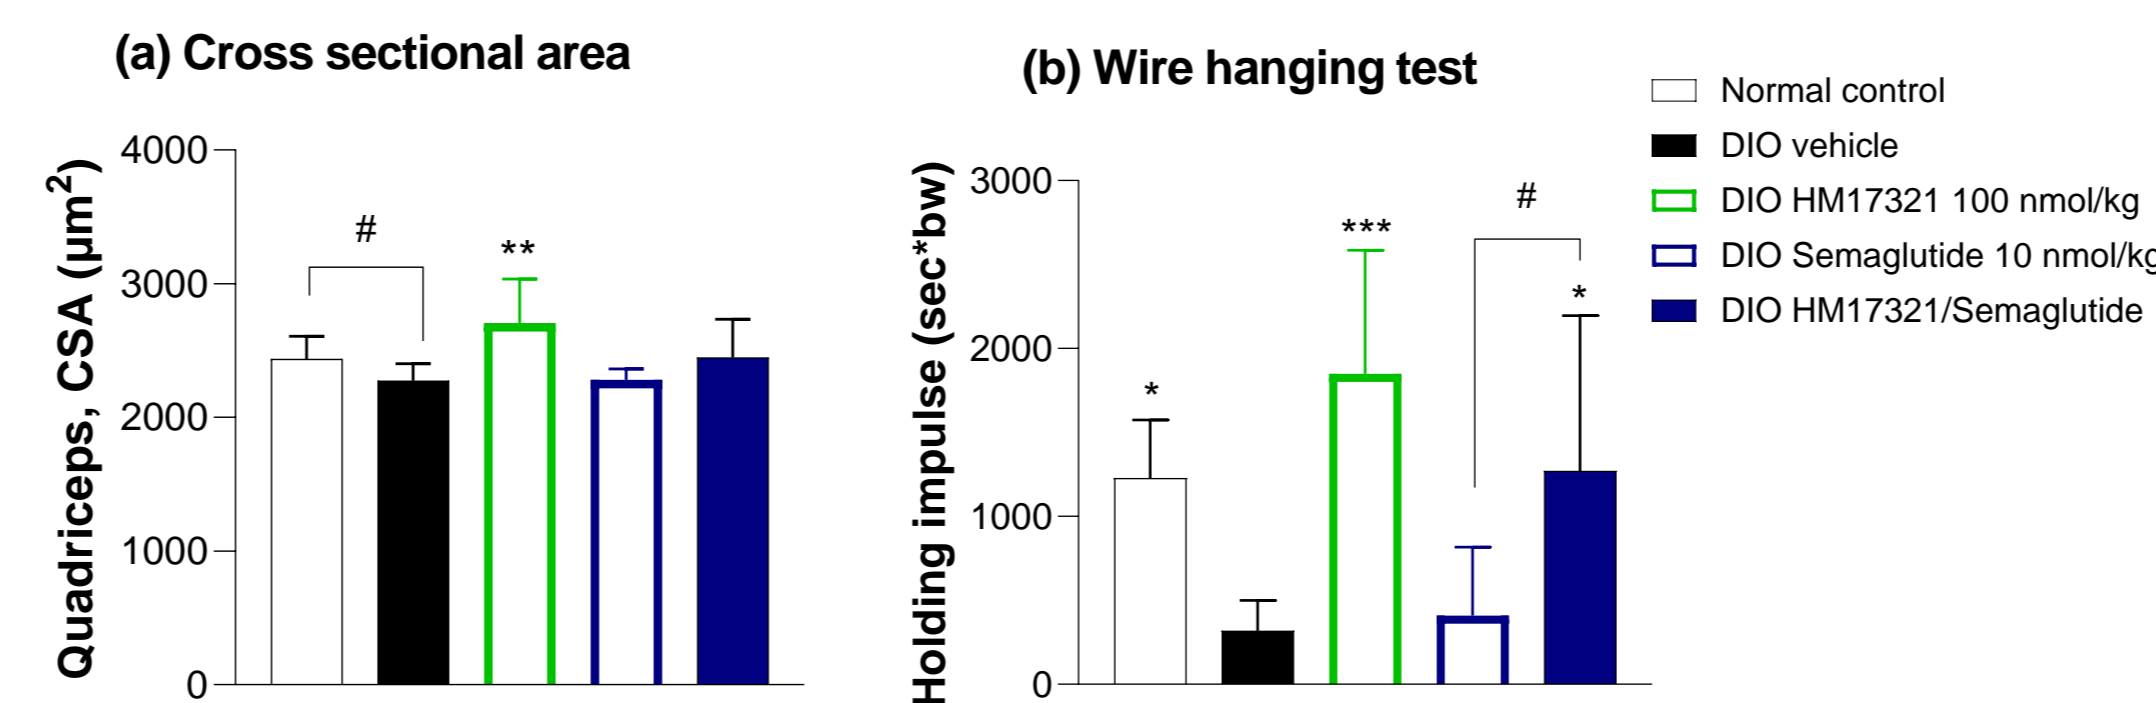 (a) Cross sectional area
Quadriceps, CSA (µm²)
4000
3000
2000
1000
0
#
**
(b) Wire hanging test
Holding impulse (sec*bw)
3000
2000
1000
0
*
***
#
*
Normal control
DIO vehicle
DIO HM17321 100 nmol/kg
DIO Semaglutide 10 nmol/kg
DIO HM17321/Semaglutide